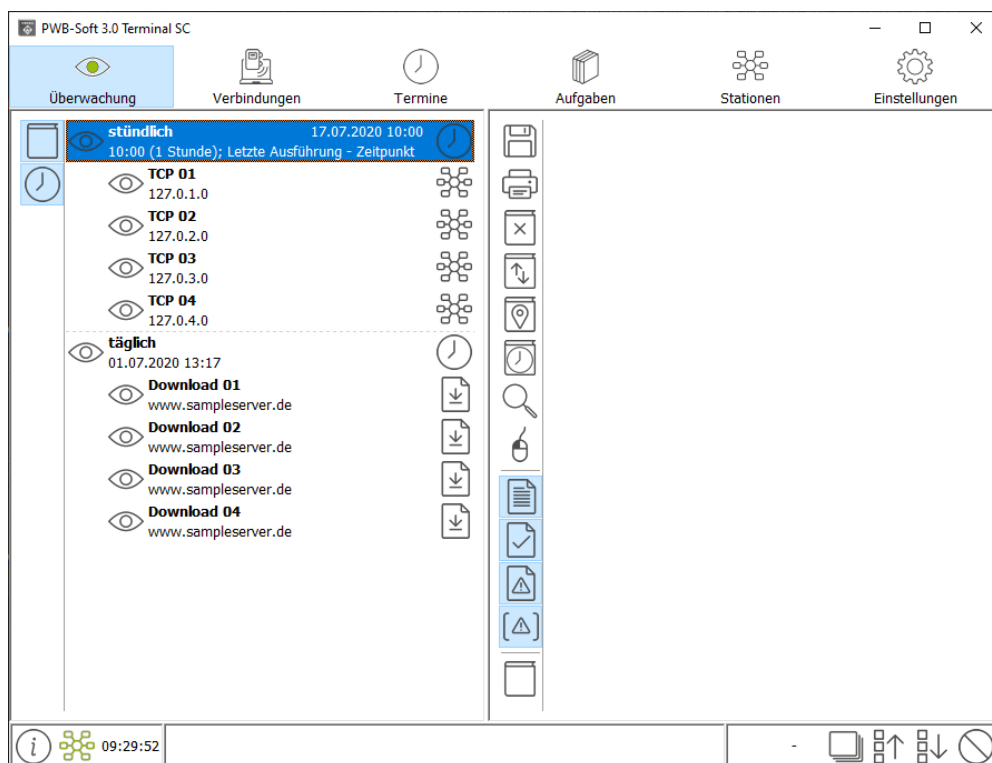 PWB-Soft 3.0 Terminal SC
Überwachung
Verbindungen
Termine
Aufgaben
Stationen
Einstellungen
stündlich 17.07.2020 10:00
10:00 (1 Stunde); Letzte Ausführung - Zeitpunkt
TCP 01
127.0.1.0
TCP 02
127.0.2.0
TCP 03
127.0.3.0
TCP 04
127.0.4.0
täglich
01.07.2020 13:17
Download 01
www.sampleserver.de
Download 02
www.sampleserver.de
Download 03
www.sampleserver.de
Download 04
www.sampleserver.de
i
09:29:52
-